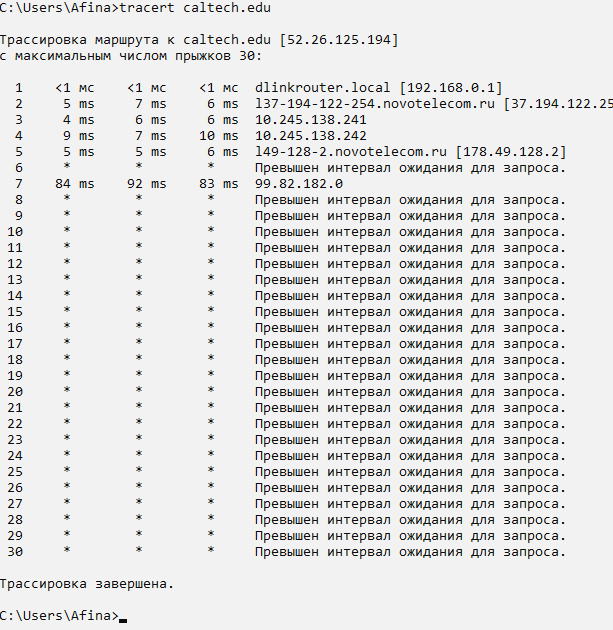 C:\Users\Afina>tracert caltech.edu
Трассировка маршрута к caltech.edu [52.26.125.194]
с максимальным числом прыжков 30:
1 <1 мс <1 мс <1 мс dlinkrouter.local [192.168.0.1]
2 5 ms 7 ms 6 ms l37-194-122-254.novotelecom.ru [37.194.122.25
3 4 ms 6 ms 6 ms 10.245.138.241
4 9 ms 7 ms 10 ms 10.245.138.242
5 5 ms 5 ms 6 ms l49-128-2.novotelecom.ru [178.49.128.2]
6 * * * Превышен интервал ожидания для запроса.
7 84 ms 92 ms 83 ms 99.82.182.0
8 * * * Превышен интервал ожидания для запроса.
9 * * * Превышен интервал ожидания для запроса.
10 * * * Превышен интервал ожидания для запроса.
11 * * * Превышен интервал ожидания для запроса.
12 * * * Превышен интервал ожидания для запроса.
13 * * * Превышен интервал ожидания для запроса.
14 * * * Превышен интервал ожидания для запроса.
15 * * * Превышен интервал ожидания для запроса.
16 * * * Превышен интервал ожидания для запроса.
17 * * * Превышен интервал ожидания для запроса.
18 * * * Превышен интервал ожидания для запроса.
19 * * * Превышен интервал ожидания для запроса.
20 * * * Превышен интервал ожидания для запроса.
21 * * * Превышен интервал ожидания для запроса.
22 * * * Превышен интервал ожидания для запроса.
23 * * * Превышен интервал ожидания для запроса.
24 * * * Превышен интервал ожидания для запроса.
25 * * * Превышен интервал ожидания для запроса.
26 * * * Превышен интервал ожидания для запроса.
27 * * * Превышен интервал ожидания для запроса.
28 * * * Превышен интервал ожидания для запроса.
29 * * * Превышен интервал ожидания для запроса.
30 * * * Превышен интервал ожидания для запроса.
Трассировка завершена.
C:\Users\Afina>